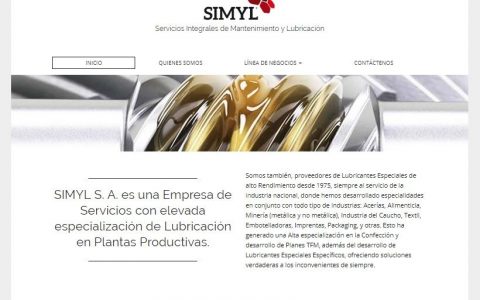 SIMYL
Servicios Integrales de Mantenimiento y Lubricación
INICIO
QUIENES SOMOS
LÍNEA DE NEGOCIOS
CONTÁCTENOS
SIMYL S. A. es una Empresa de
Servicios con elevada
especialización de Lubricación
en Plantas Productivas.
Somos también, proveedores de Lubricantes Especiales de
alto Rendimiento desde 1975, siempre al servicio de la
industria nacional, donde hemos desarrollado especialidades
en conjunto con todo tipo de Industrias: Acerías, Alimenticia,
Minería (metálica y no metálica), Industria del Caucho, Textil,
Embotelladoras, Imprentas, Packaging, y otras. Esto ha
generado una Alta especialización en la Confección y
desarrollo de Planes TFM, además del desarrollo de
Lubricantes Especiales Específicos, ofreciendo soluciones
verdaderas a los inconvenientes de siempre.